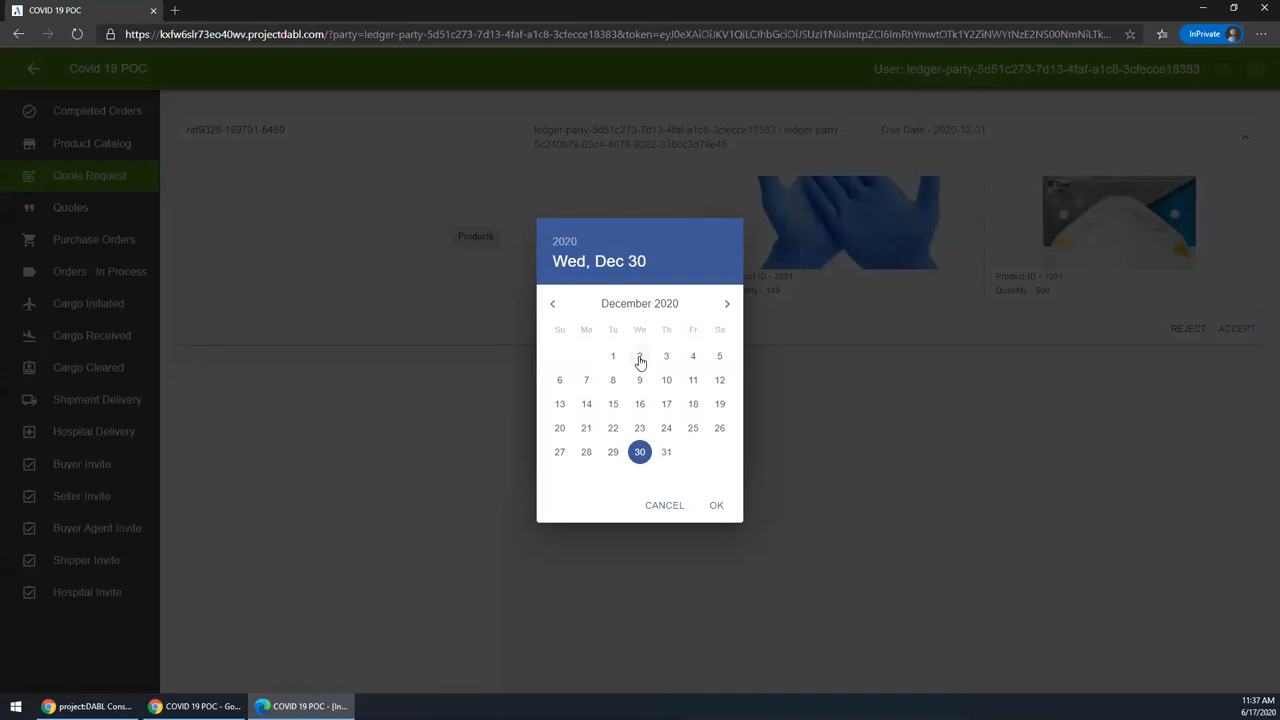 COVID 19 POC
https://kxfw6slr73eo40wv.projectdabl.com/?party=ledger-party-5d51c273-7d13-4faf-a1c8-3cfecce18383&token=eyJ0eXAiOiJKV1QiLCJhbGciOiJSUzI1NiIsImtpZCI6ImRhYmwtOTk1Y2ZiNWYtNzE2NS00NmNiLTk...
InPrivate
Covid 19 POC
User: ledger-party-5d51c273-7d13-4faf-a1c8-3cfecce18383
Completed Orders
Product Catalog
Quote Request
Quotes
Purchase Orders
Orders : In Process
Cargo Initiated
Cargo Received
Cargo Cleared
Shipment Delivery
Hospital Delivery
Buyer Invite
Seller Invite
Buyer Agent Invite
Shipper Invite
Hospital Invite
ref9328-189791-5469
ledger-party-5d51c273-7d13-4faf-a1c8-3cfecce18383 / ledger-party-
5c240679-03c4-4078-9382-3380c3d79e45
Due Date - 2020-12-01
Products
uct ID - 2001
ntity - 100
Product ID - 1001
Quantity - 500
REJECT ACCEPT
2020
Wed, Dec 30
December 2020
Su Mo Tu We Th Fr Sa
1 2 3 4 5
6 7 8 9 10 11 12
13 14 15 16 17 18 19
20 21 22 23 24 25 26
27 28 29 30 31
CANCEL OK
project:DABL Cons...
COVID 19 POC - Go...
COVID 19 POC - [In...
11:37 AM
6/17/2020